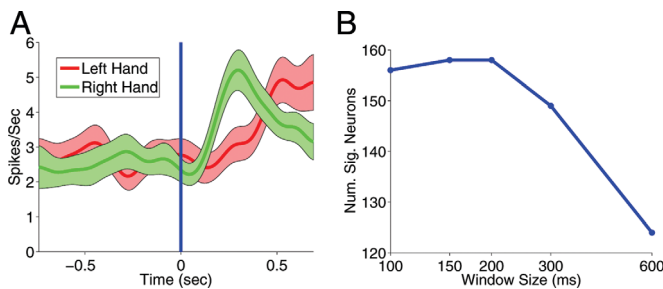 A
B
Left Hand
Right Hand
Spikes/Sec
6
5
4
3
2
1
0
−0.5
0
0.5
Time (sec)
Num. Sig. Neurons
160
150
140
130
120
100
150
200
300
600
Window Size (ms)